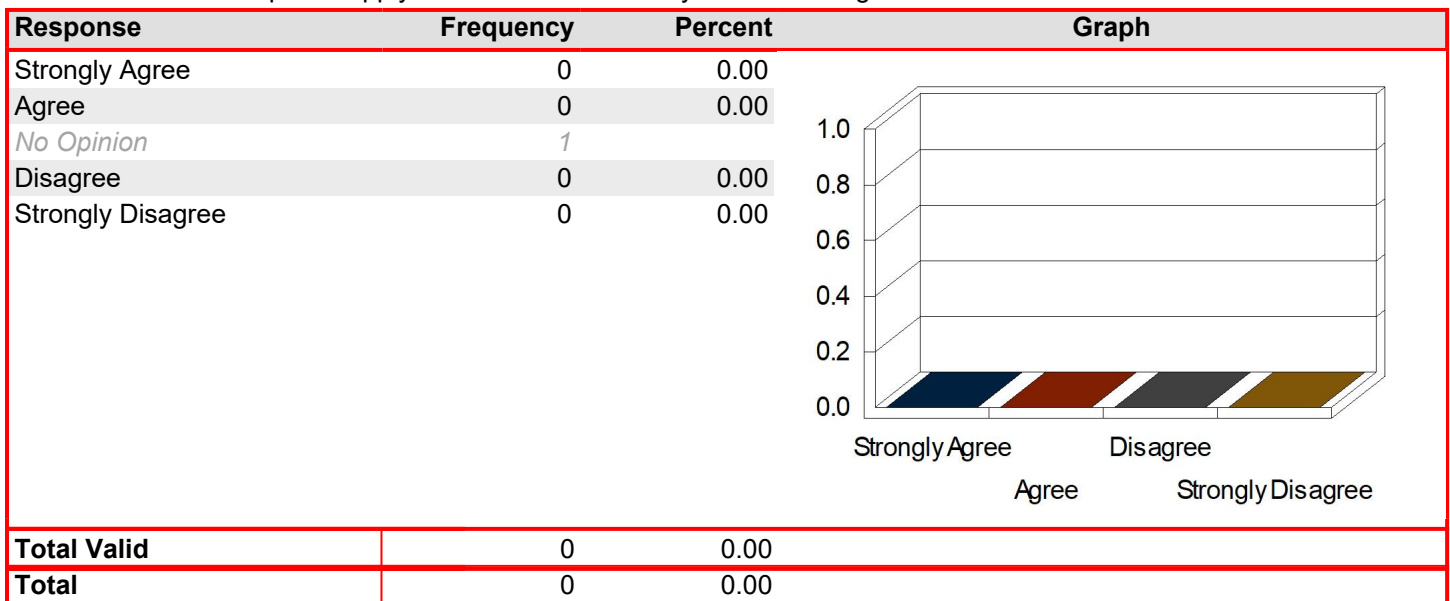 Response Frequency Percent Graph
Strongly Agree 0 0.00
Agree 0 0.00
No Opinion 1
Disagree 0 0.00
Strongly Disagree 0 0.00
1.0
0.8
0.6
0.4
0.2
0.0
Strongly Agree Disagree
Agree Strongly Disagree
Total Valid 0 0.00
Total 0 0.00